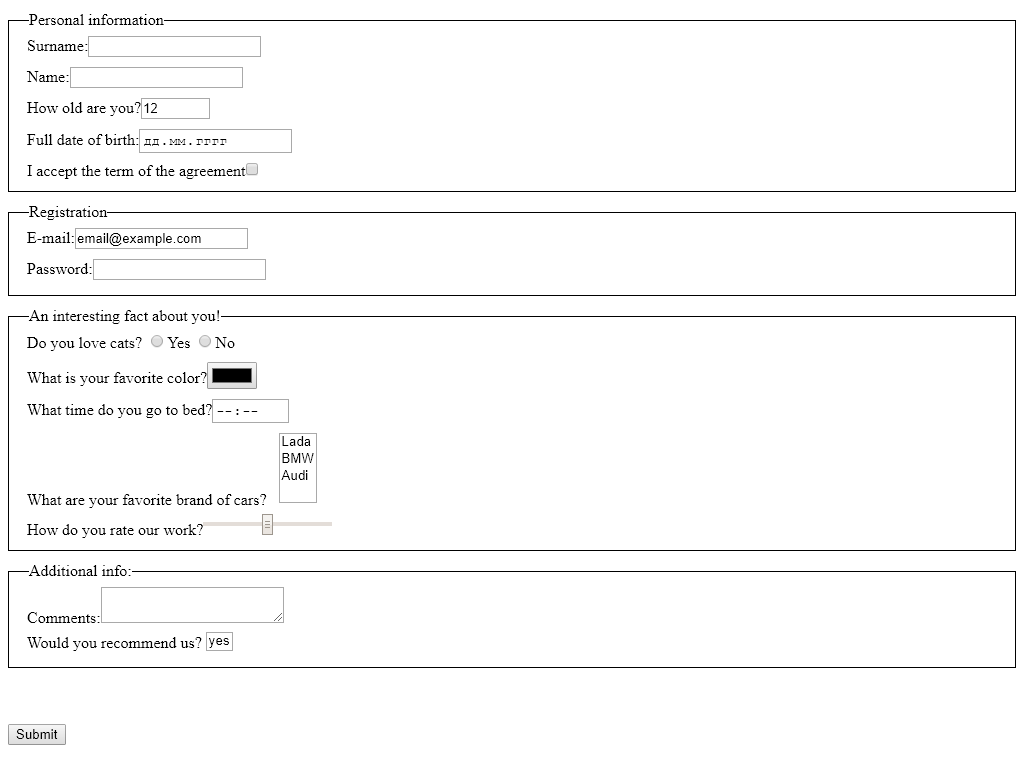 Personal information
Surname:
Name:
How old are you? 12
Full date of birth: дд.мм.гггг
I accept the term of the agreement
Registration
E-mail: email@example.com
Password:
An interesting fact about you!
Do you love cats? Yes No
What is your favorite color?
What time do you go to bed? --:--
Lada
BMW
Audi
What are your favorite brand of cars?
How do you rate our work?
Additional info:
Comments:
Would you recommend us? yes
Submit